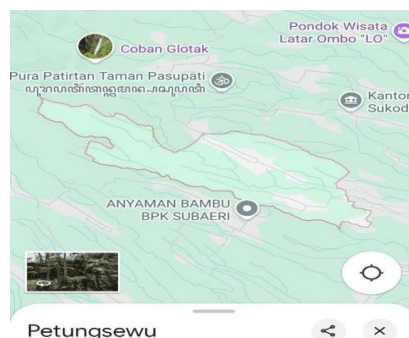 Pondok Wisata
Latar Ombo "LO"
Coban Glotak
Pura Patirtan Taman Pasupati
Kantor
Sukod
ANYAMAN BAMBU
BPK SUBAERI
Petungsewu